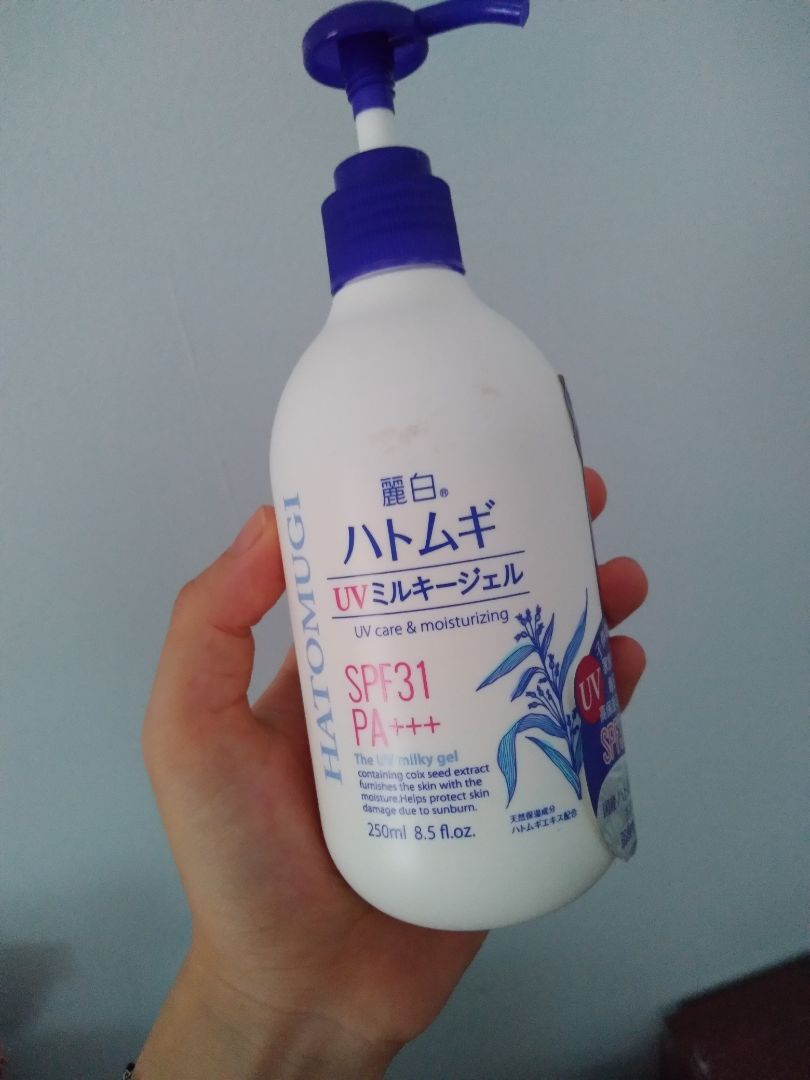 麗白®
ハトムギ
UVミルキージェル
UV care & moisturizing
HATOMUGI
SPF31
PA+++
The UV milky gel
containing coix seed extract
furnishes the skin with the
moisture.Helps protect skin
damage due to sunburn.
250ml 8.5 fl.oz.
天然保湿成分
ハトムギエキス配合
UV